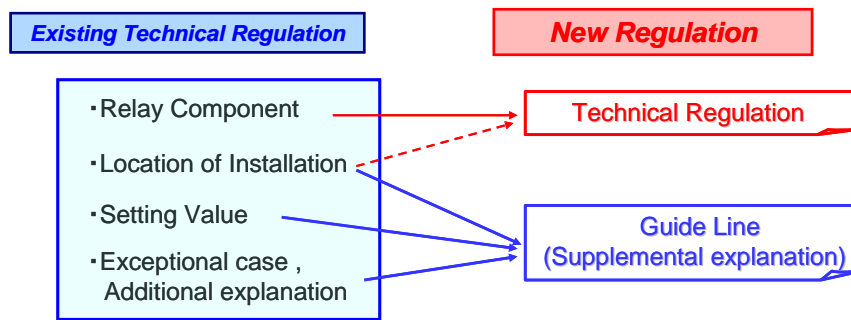 Existing Technical Regulation
New Regulation
・Relay Component
・Location of Installation
・Setting Value
・Exceptional case ,
Additional explanation
Technical Regulation
Guide Line
(Supplemental explanation)